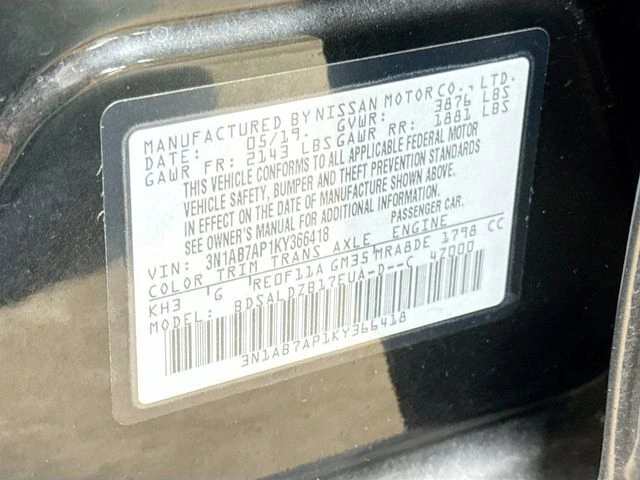 MANUFACTURED BY NISSAN MOTOR CO., LTD.
DATE: 05/19. GVWR: 3876 LBS
GAWR FR: 2143 LBS GAWR RR: 1881 LBS
THIS VEHICLE CONFORMS TO ALL APPLICABLE FEDERAL MOTOR
VEHICLE SAFETY, BUMPER AND THEFT PREVENTION STANDARDS
IN EFFECT ON THE DATE OF MANUFACTURE SHOWN ABOVE.
SEE OWNER'S MANUAL FOR ADDITIONAL INFORMATION.
VIN: 3N1AB7AP1KY366418 PASSENGER CAR.
COLOR TRIM TRANS AXLE ENGINE
KH3 G RE0F11A GM35 MRA8DE 1798 CC
MODEL: BDSALDZB17EUA-D--C 4Z000
3N1AB7AP1KY366418